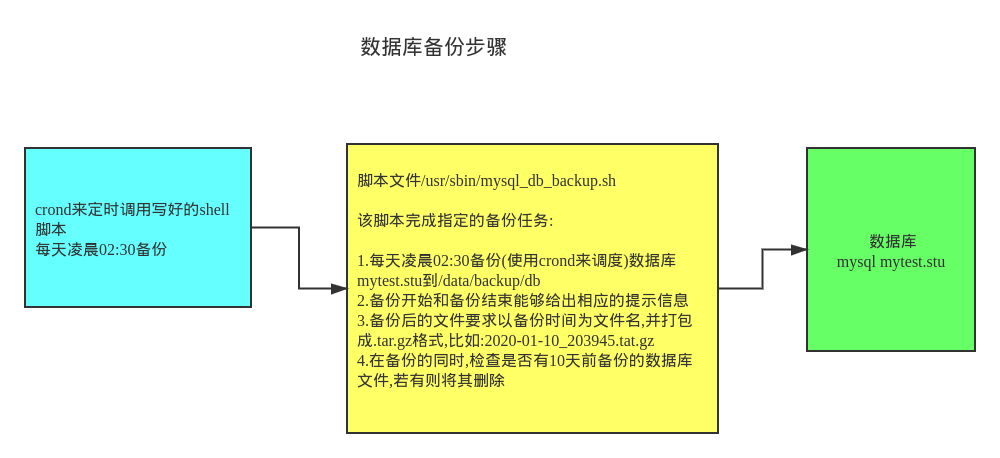 数据库备份步骤
crond来定时调用写好的shell
脚本
每天凌晨02:30备份
脚本文件/usr/sbin/mysql_db_backup.sh
该脚本完成指定的备份任务:
1.每天凌晨02:30备份(使用crond来调度)数据库
mytest.stu到/data/backup/db
2.备份开始和备份结束能够给出相应的提示信息
3.备份后的文件要求以备份时间为文件名,并打包
成.tar.gz格式,比如:2020-01-10_203945.tat.gz
4.在备份的同时,检查是否有10天前备份的数据库
文件,若有则将其删除
数据库
mysql mytest.stu